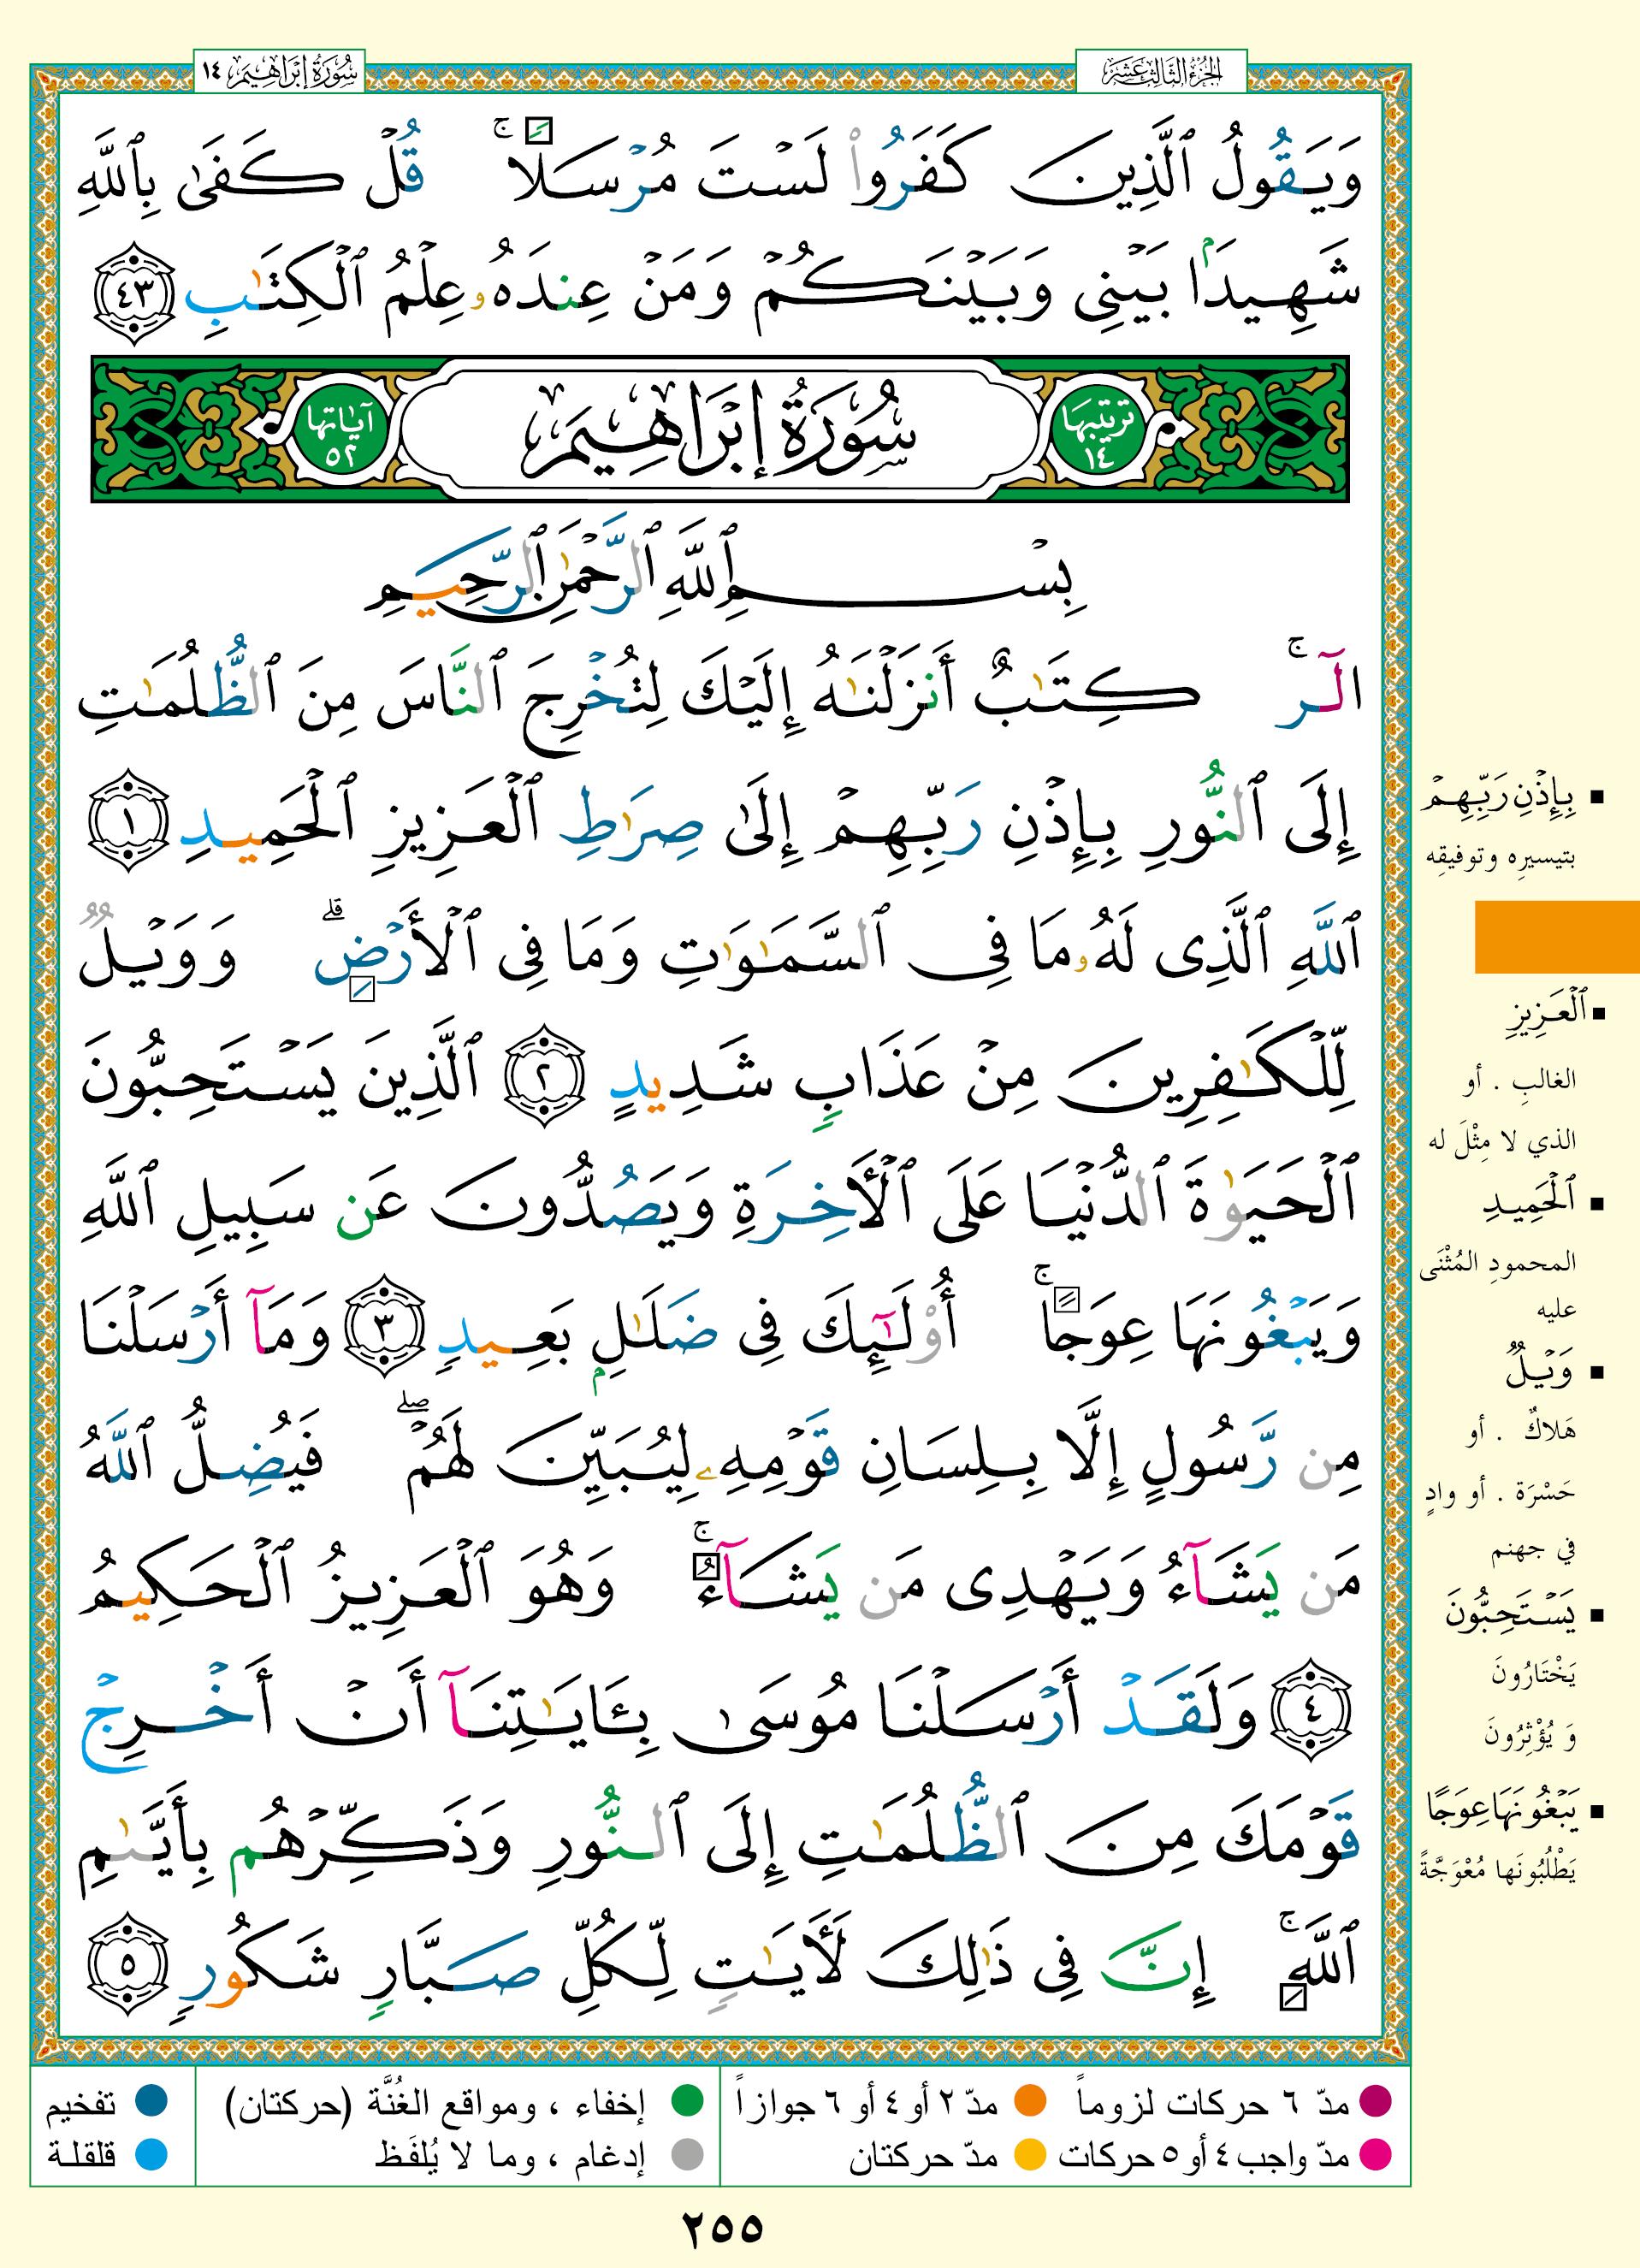 الجزء الثالث عشر
سُورَةُ إِبْرَاهِيمَ ١٤
وَيَقُولُ ٱلَّذِينَ كَفَرُوا۟ لَسْتَ مُرْسَلًا ۚ قُلْ كَفَىٰ بِٱللَّهِ
شَهِيدًۢا بَيْنِى وَبَيْنَكُمْ وَمَنْ عِندَهُۥ عِلْمُ ٱلْكِتَـٰبِ ٤٣
ترتيبها ١٤
سُورَةُ إِبْرَاهِيمَ
آياتها ٥٢
بِسْمِ ٱللَّهِ ٱلرَّحْمَـٰنِ ٱلرَّحِيمِ
الٓر ۚ كِتَـٰبٌ أَنزَلْنَـٰهُ إِلَيْكَ لِتُخْرِجَ ٱلنَّاسَ مِنَ ٱلظُّلُمَـٰتِ
إِلَى ٱلنُّورِ بِإِذْنِ رَبِّهِمْ إِلَىٰ صِرَٰطِ ٱلْعَزِيزِ ٱلْحَمِيدِ ١
ٱللَّهِ ٱلَّذِى لَهُۥ مَا فِى ٱلسَّمَـٰوَٰتِ وَمَا فِى ٱلْأَرْضِ ۗ وَوَيْلٌ
لِّلْكَـٰفِرِينَ مِنْ عَذَابٍ شَدِيدٍ ٢ ٱلَّذِينَ يَسْتَحِبُّونَ
ٱلْحَيَوٰةَ ٱلدُّنْيَا عَلَى ٱلْأَخِرَةِ وَيَصُدُّونَ عَن سَبِيلِ ٱللَّهِ
وَيَبْغُونَهَا عِوَجًا ۚ أُو۟لَـٰٓئِكَ فِى ضَلَـٰلٍۭ بَعِيدٍ ٣ وَمَآ أَرْسَلْنَا
مِن رَّسُولٍ إِلَّا بِلِسَانِ قَوْمِهِۦ لِيُبَيِّنَ لَهُمْ ۖ فَيُضِلُّ ٱللَّهُ
مَن يَشَآءُ وَيَهْدِى مَن يَشَآءُ ۚ وَهُوَ ٱلْعَزِيزُ ٱلْحَكِيمُ
٤ وَلَقَدْ أَرْسَلْنَا مُوسَىٰ بِـَٔايَـٰتِنَآ أَنْ أَخْرِجْ
قَوْمَكَ مِنَ ٱلظُّلُمَـٰتِ إِلَى ٱلنُّورِ وَذَكِّرْهُم بِأَيَّىٰمِ
ٱللَّهِ ۚ إِنَّ فِى ذَٰلِكَ لَأَيَـٰتٍ لِّكُلِّ صَبَّارٍ شَكُورٍ ٥
بِإِذْنِ رَبِّهِمْ
بتيسيرِه وتوفيقِه
ٱلْعَزِيزِ
الغالبِ . أو
الذي لا مِثْلَ له
ٱلْحَمِيدِ
المحمودِ المُثْنَى
عليه
وَيْلٌ
هَلاكٌ . أو
حَسْرَة . أو وادٍ
في جهنم
يَسْتَحِبُّونَ
يَخْتَارُونَ
وَ يُؤْثِرُونَ
يَبْغُونَهَا عِوَجًا
يَطْلُبُونَها مُعْوَجَّةً
مدّ ٦ حركات لزوماً مدّ ٢ أو ٤ أو ٦ جوازاً إخفاء ، ومواقع الغُنَّة (حركتان) تفخيم
مدّ واجب ٤ أو ٥ حركات مدّ حركتان إدغام ، وما لا يُلفَظ قلقلة
٢٥٥